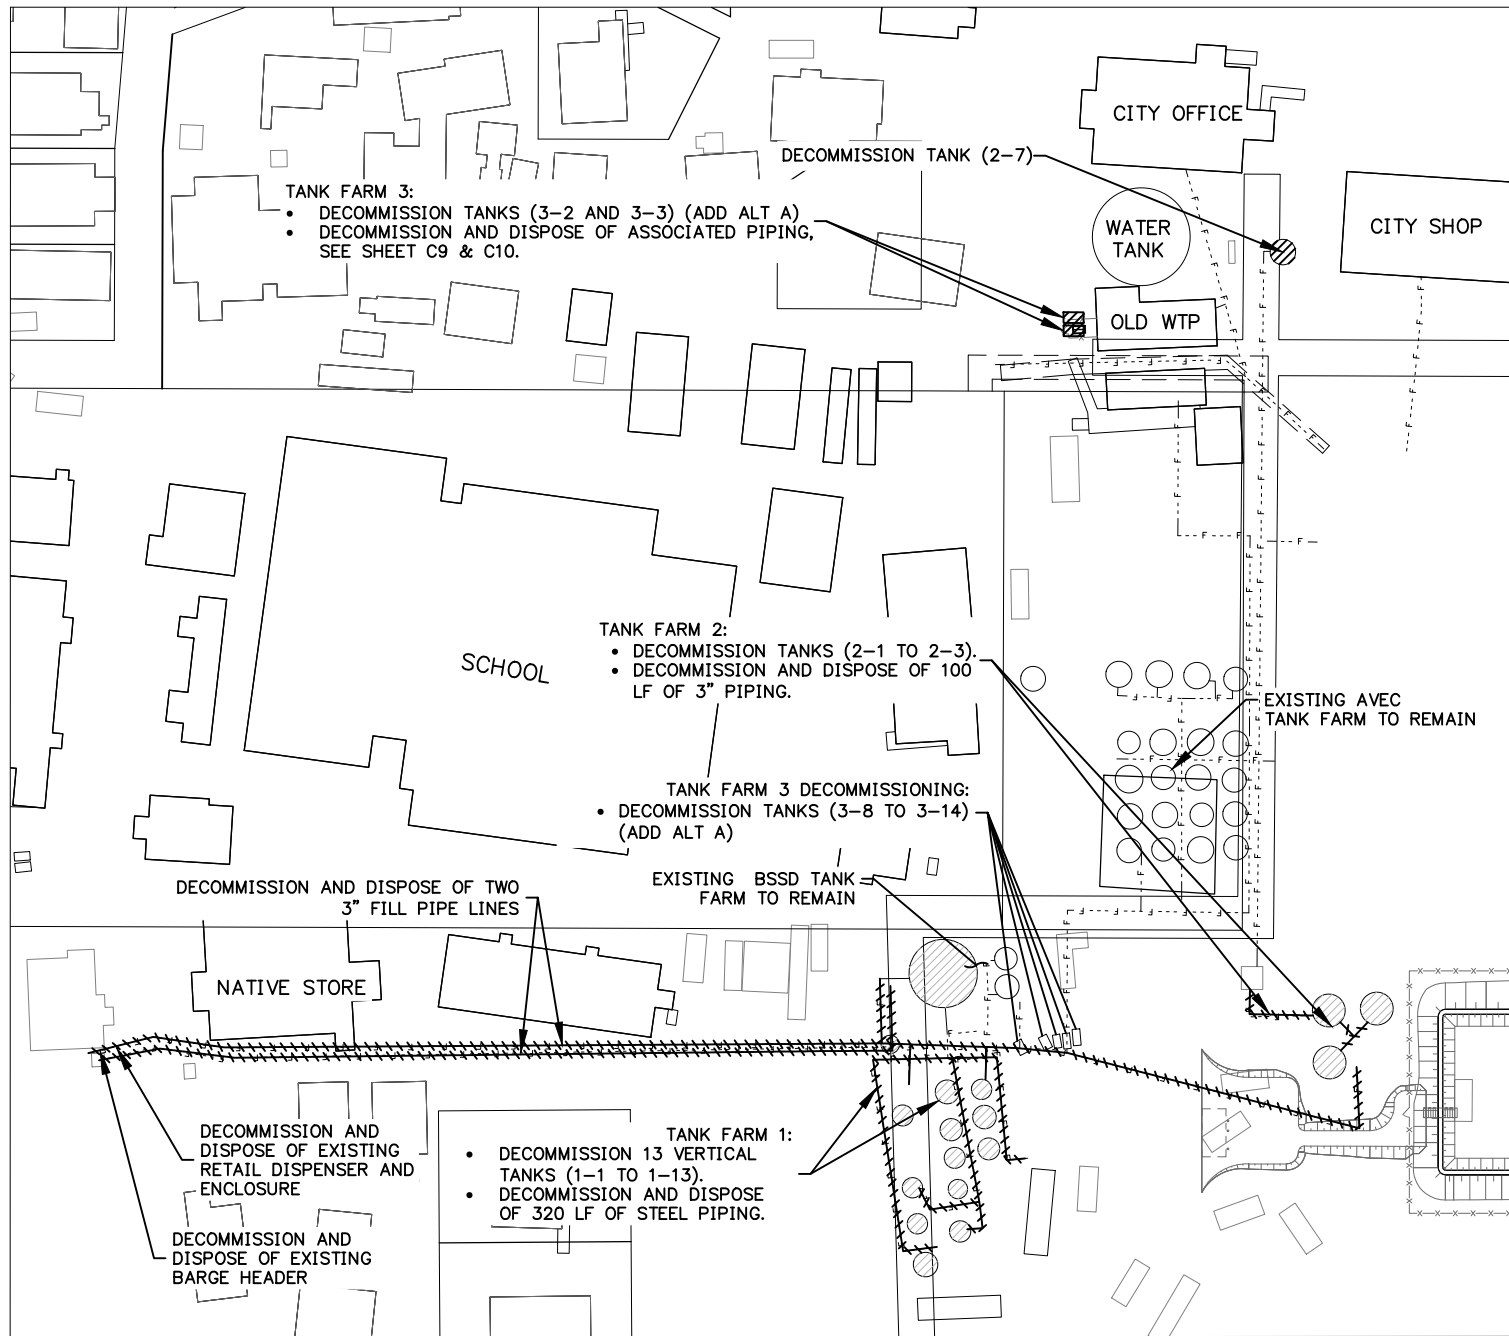 CITY OFFICE
DECOMMISSION TANK (2-7)
TANK FARM 3:
• DECOMMISSION TANKS (3-2 AND 3-3) (ADD ALT A)
• DECOMMISSION AND DISPOSE OF ASSOCIATED PIPING,
SEE SHEET C9 & C10.
WATER
TANK
CITY SHOP
OLD WTP
TANK FARM 2:
• DECOMMISSION TANKS (2-1 TO 2-3).
• DECOMMISSION AND DISPOSE OF 100
LF OF 3" PIPING.
SCHOOL
EXISTING AVEC
TANK FARM TO REMAIN
TANK FARM 3 DECOMMISSIONING:
• DECOMMISSION TANKS (3-8 TO 3-14)
(ADD ALT A)
EXISTING BSSD TANK
FARM TO REMAIN
DECOMMISSION AND DISPOSE OF TWO
3" FILL PIPE LINES
NATIVE STORE
DECOMMISSION AND
DISPOSE OF EXISTING
RETAIL DISPENSER AND
ENCLOSURE
TANK FARM 1:
• DECOMMISSION 13 VERTICAL
TANKS (1-1 TO 1-13).
• DECOMMISSION AND DISPOSE
OF 320 LF OF STEEL PIPING.
DECOMMISSION AND
DISPOSE OF EXISTING
BARGE HEADER